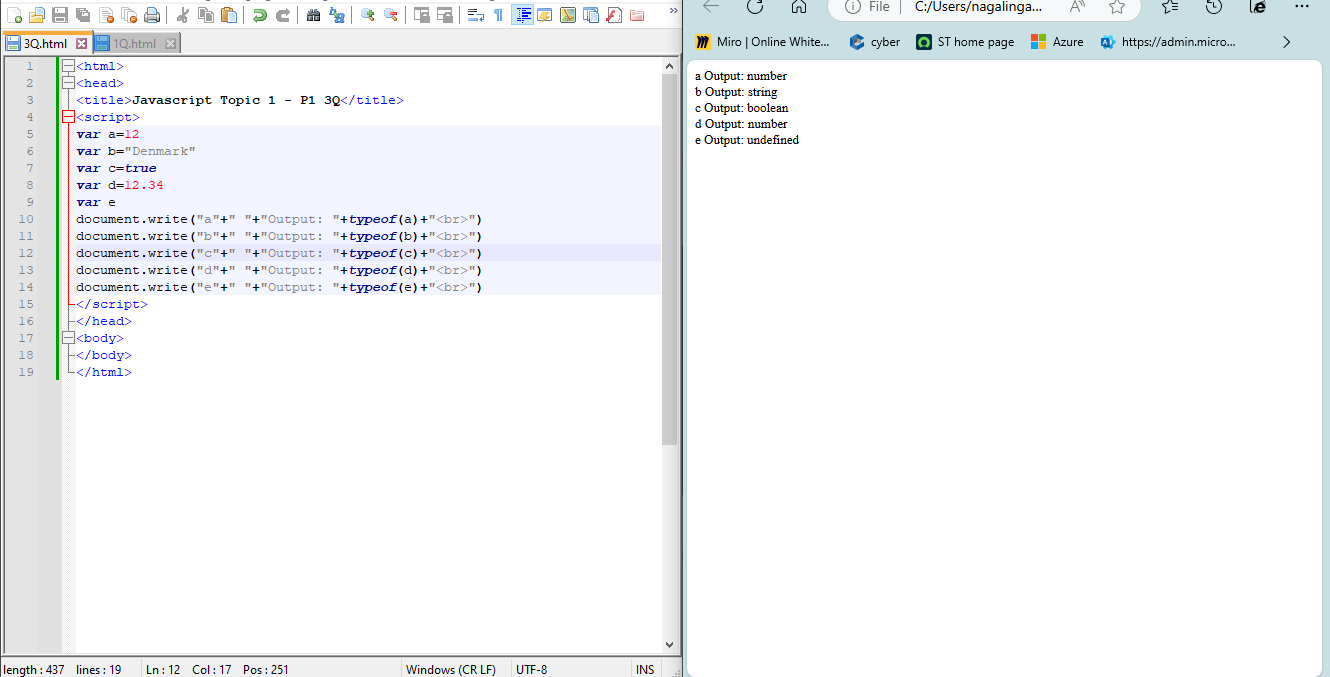 3Q.html 1Q.html
1 <html>
2 <head>
3 <title>Javascript Topic 1 - P1 3Q</title>
4 <script>
5 var a=12
6 var b="Denmark"
7 var c=true
8 var d=12.34
9 var e
10 document.write("a"+" "+"Output: "+typeof(a)+"<br>")
11 document.write("b"+" "+"Output: "+typeof(b)+"<br>")
12 document.write("c"+" "+"Output: "+typeof(c)+"<br>")
13 document.write("d"+" "+"Output: "+typeof(d)+"<br>")
14 document.write("e"+" "+"Output: "+typeof(e)+"<br>")
15 </script>
16 </head>
17 <body>
18 </body>
19 </html>
length : 437 lines : 19 Ln : 12 Col : 17 Pos : 251 Windows (CR LF) UTF-8 INS
File C:/Users/nagalinga...
Miro | Online White... cyber ST home page Azure https://admin.micro...
a Output: number
b Output: string
c Output: boolean
d Output: number
e Output: undefined